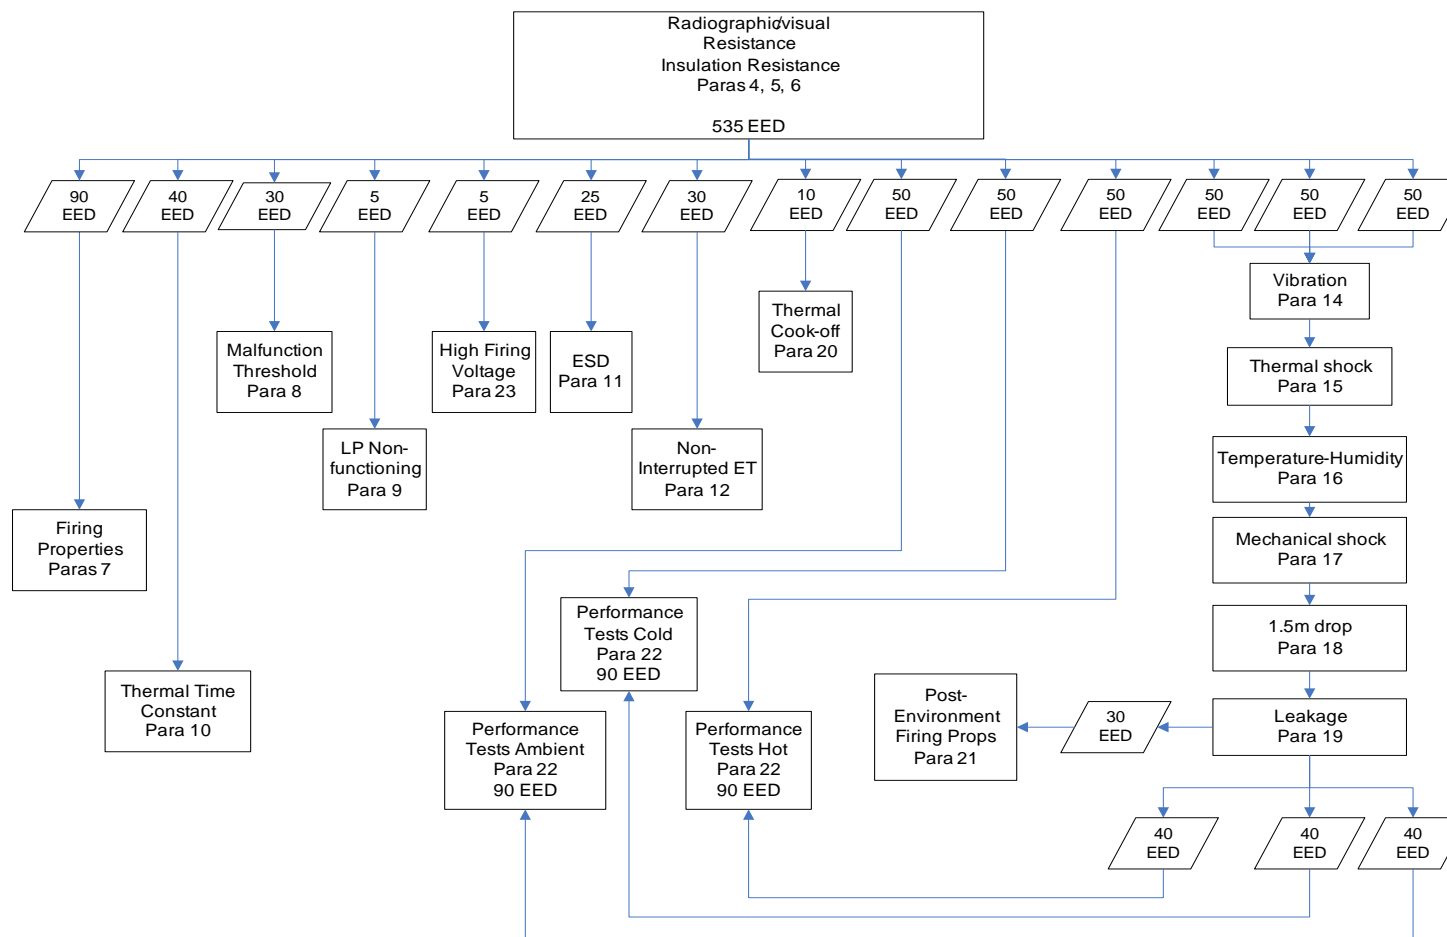 Radiographic/visual
Resistance
Insulation Resistance
Paras 4, 5, 6
535 EED
90
EED
40
EED
30
EED
5
EED
5
EED
25
EED
30
EED
10
EED
50
EED
50
EED
50
EED
50
EED
50
EED
50
EED
Vibration
Para 14
Thermal
Cook-off
Para 20
Malfunction
Threshold
Para 8
High Firing
Voltage
Para 23
ESD
Para 11
Thermal shock
Para 15
LP Non-
functioning
Para 9
Non-
Interrupted ET
Para 12
Temperature-Humidity
Para 16
Firing
Properties
Paras 7
Mechanical shock
Para 17
Performance
Tests Cold
Para 22
90 EED
1.5m drop
Para 18
Thermal Time
Constant
Para 10
Performance
Tests Ambient
Para 22
90 EED
Performance
Tests Hot
Para 22
90 EED
Post-
Environment
Firing Props
Para 21
30
EED
Leakage
Para 19
40
EED
40
EED
40
EED